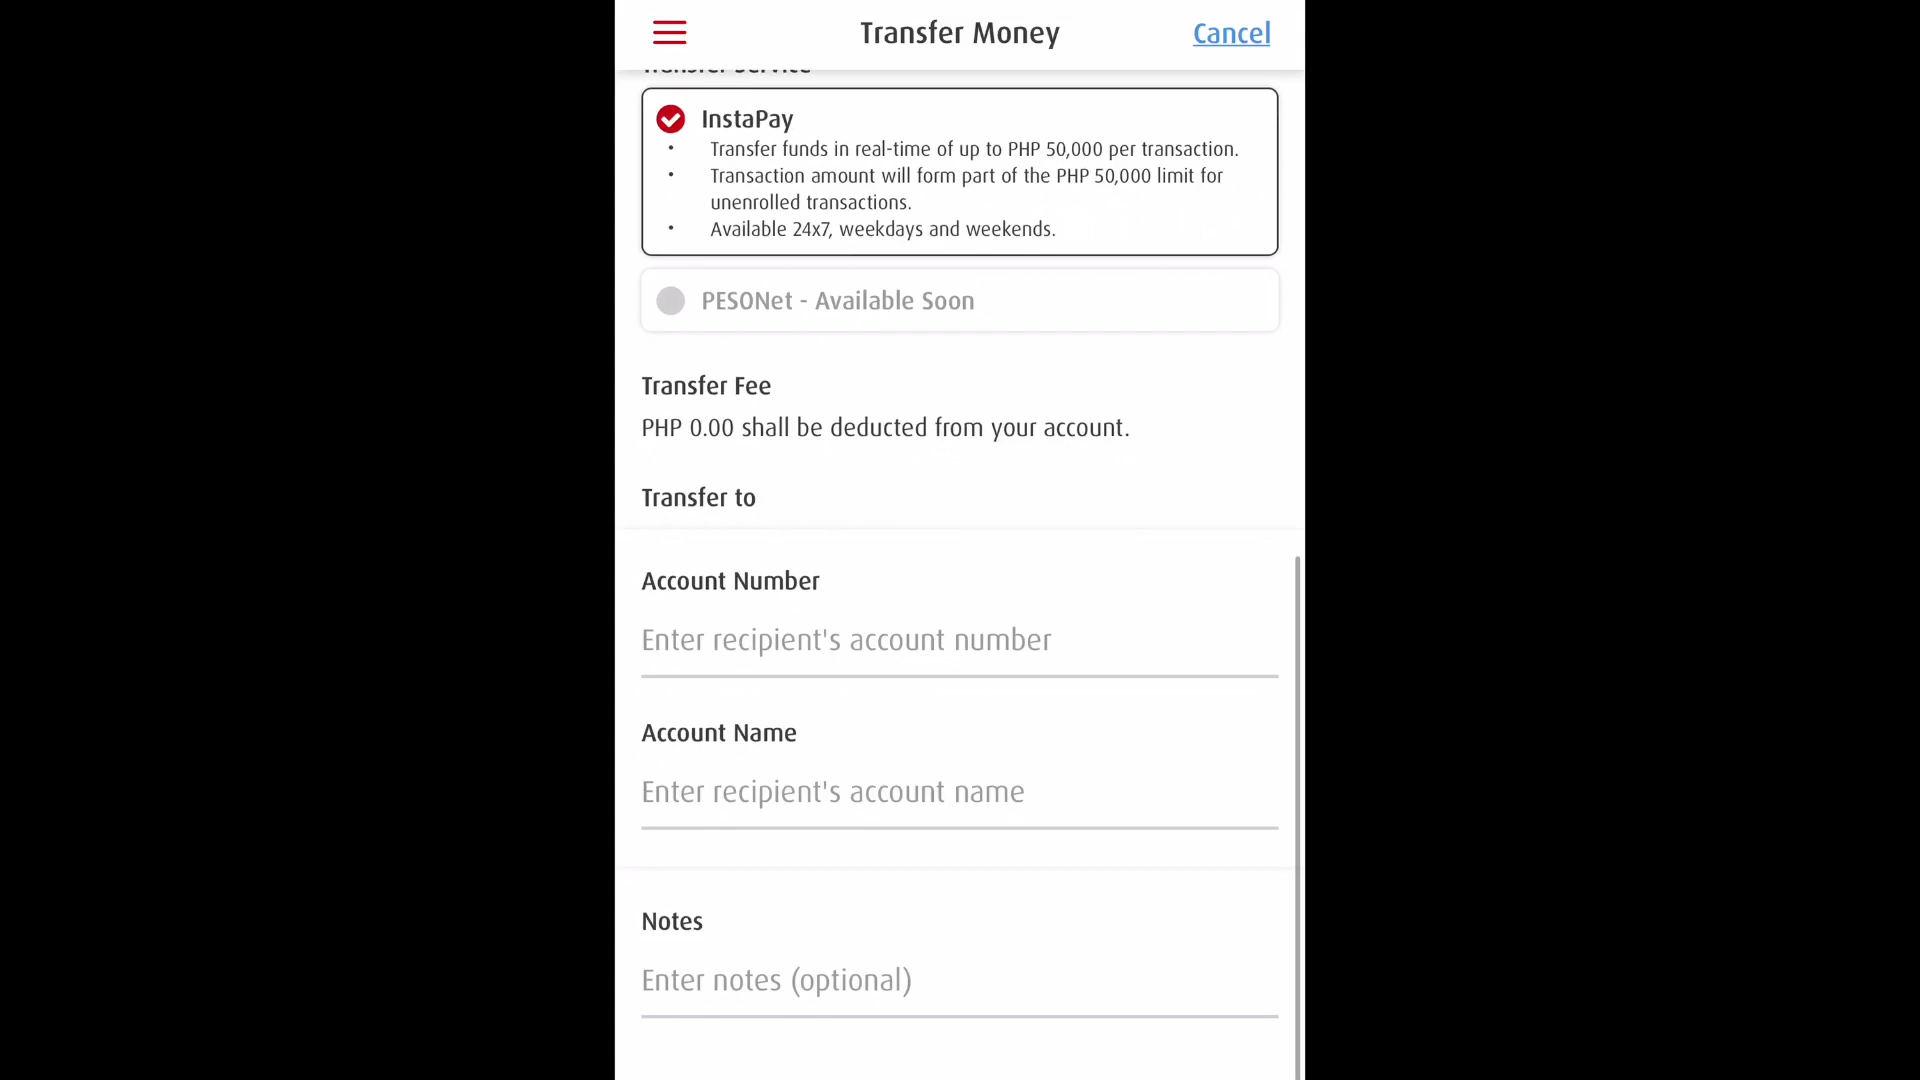 Transfer Money
Cancel
Transfer Service
InstaPay
• Transfer funds in real-time of up to PHP 50,000 per transaction.
• Transaction amount will form part of the PHP 50,000 limit for
unenrolled transactions.
• Available 24x7, weekdays and weekends.
PESONet - Available Soon
Transfer Fee
PHP 0.00 shall be deducted from your account.
Transfer to
Account Number
Enter recipient's account number
Account Name
Enter recipient's account name
Notes
Enter notes (optional)